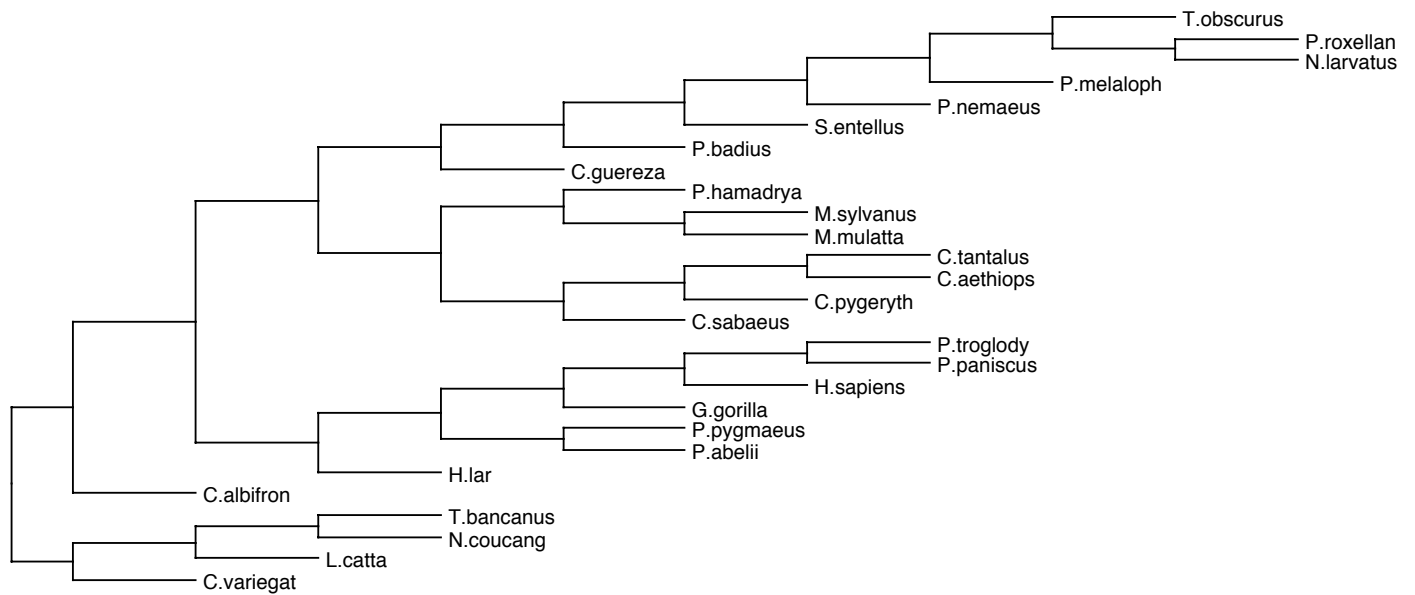 T.obscurus
P.roxellan
N.larvatus
P.melaloph
P.nemaeus
S.entellus
P.badius
C.guereza
P.hamadrya
M.sylvanus
M.mulatta
C.tantalus
C.aethiops
C.pygeryth
C.sabaeus
P.troglody
P.paniscus
H.sapiens
G.gorilla
P.pygmaeus
P.abelii
H.lar
C.albifron
T.bancanus
N.coucang
L.catta
C.variegat